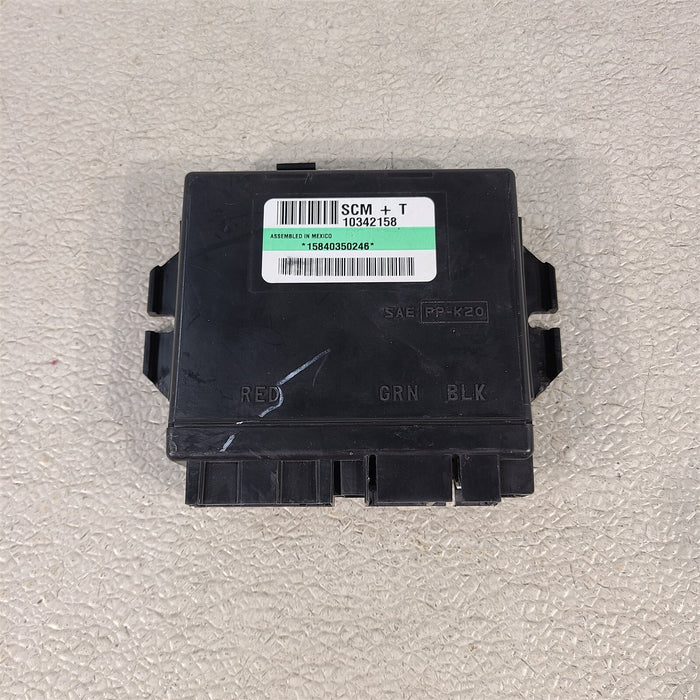 SCM + T
10342158
ASSEMBLED IN MEXICO
*15840350246*
SAE PP-K20
RED GRN BLK